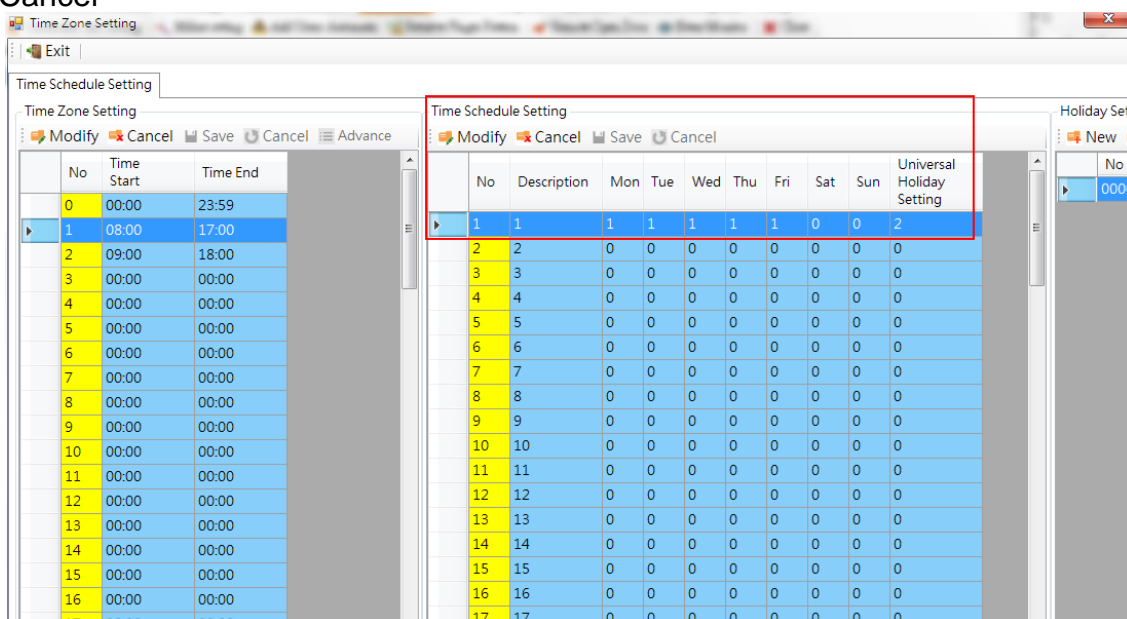 Cancel
Time Zone Setting
Exit
Time Schedule Setting
Time Zone Setting
Modify Cancel Save Cancel Advance
No Time Start Time End
0 00:00 23:59
1 08:00 17:00
2 09:00 18:00
3 00:00 00:00
4 00:00 00:00
5 00:00 00:00
6 00:00 00:00
7 00:00 00:00
8 00:00 00:00
9 00:00 00:00
10 00:00 00:00
11 00:00 00:00
12 00:00 00:00
13 00:00 00:00
14 00:00 00:00
15 00:00 00:00
16 00:00 00:00
Time Schedule Setting
Modify Cancel Save Cancel
No Description Mon Tue Wed Thu Fri Sat Sun Universal Holiday Setting
1 1 1 1 1 1 1 0 0 2
2 2 0 0 0 0 0 0 0 0
3 3 0 0 0 0 0 0 0 0
4 4 0 0 0 0 0 0 0 0
5 5 0 0 0 0 0 0 0 0
6 6 0 0 0 0 0 0 0 0
7 7 0 0 0 0 0 0 0 0
8 8 0 0 0 0 0 0 0 0
9 9 0 0 0 0 0 0 0 0
10 10 0 0 0 0 0 0 0 0
11 11 0 0 0 0 0 0 0 0
12 12 0 0 0 0 0 0 0 0
13 13 0 0 0 0 0 0 0 0
14 14 0 0 0 0 0 0 0 0
15 15 0 0 0 0 0 0 0 0
16 16 0 0 0 0 0 0 0 0
17 17 0 0 0 0 0 0 0 0
Holiday Set
New
No
000